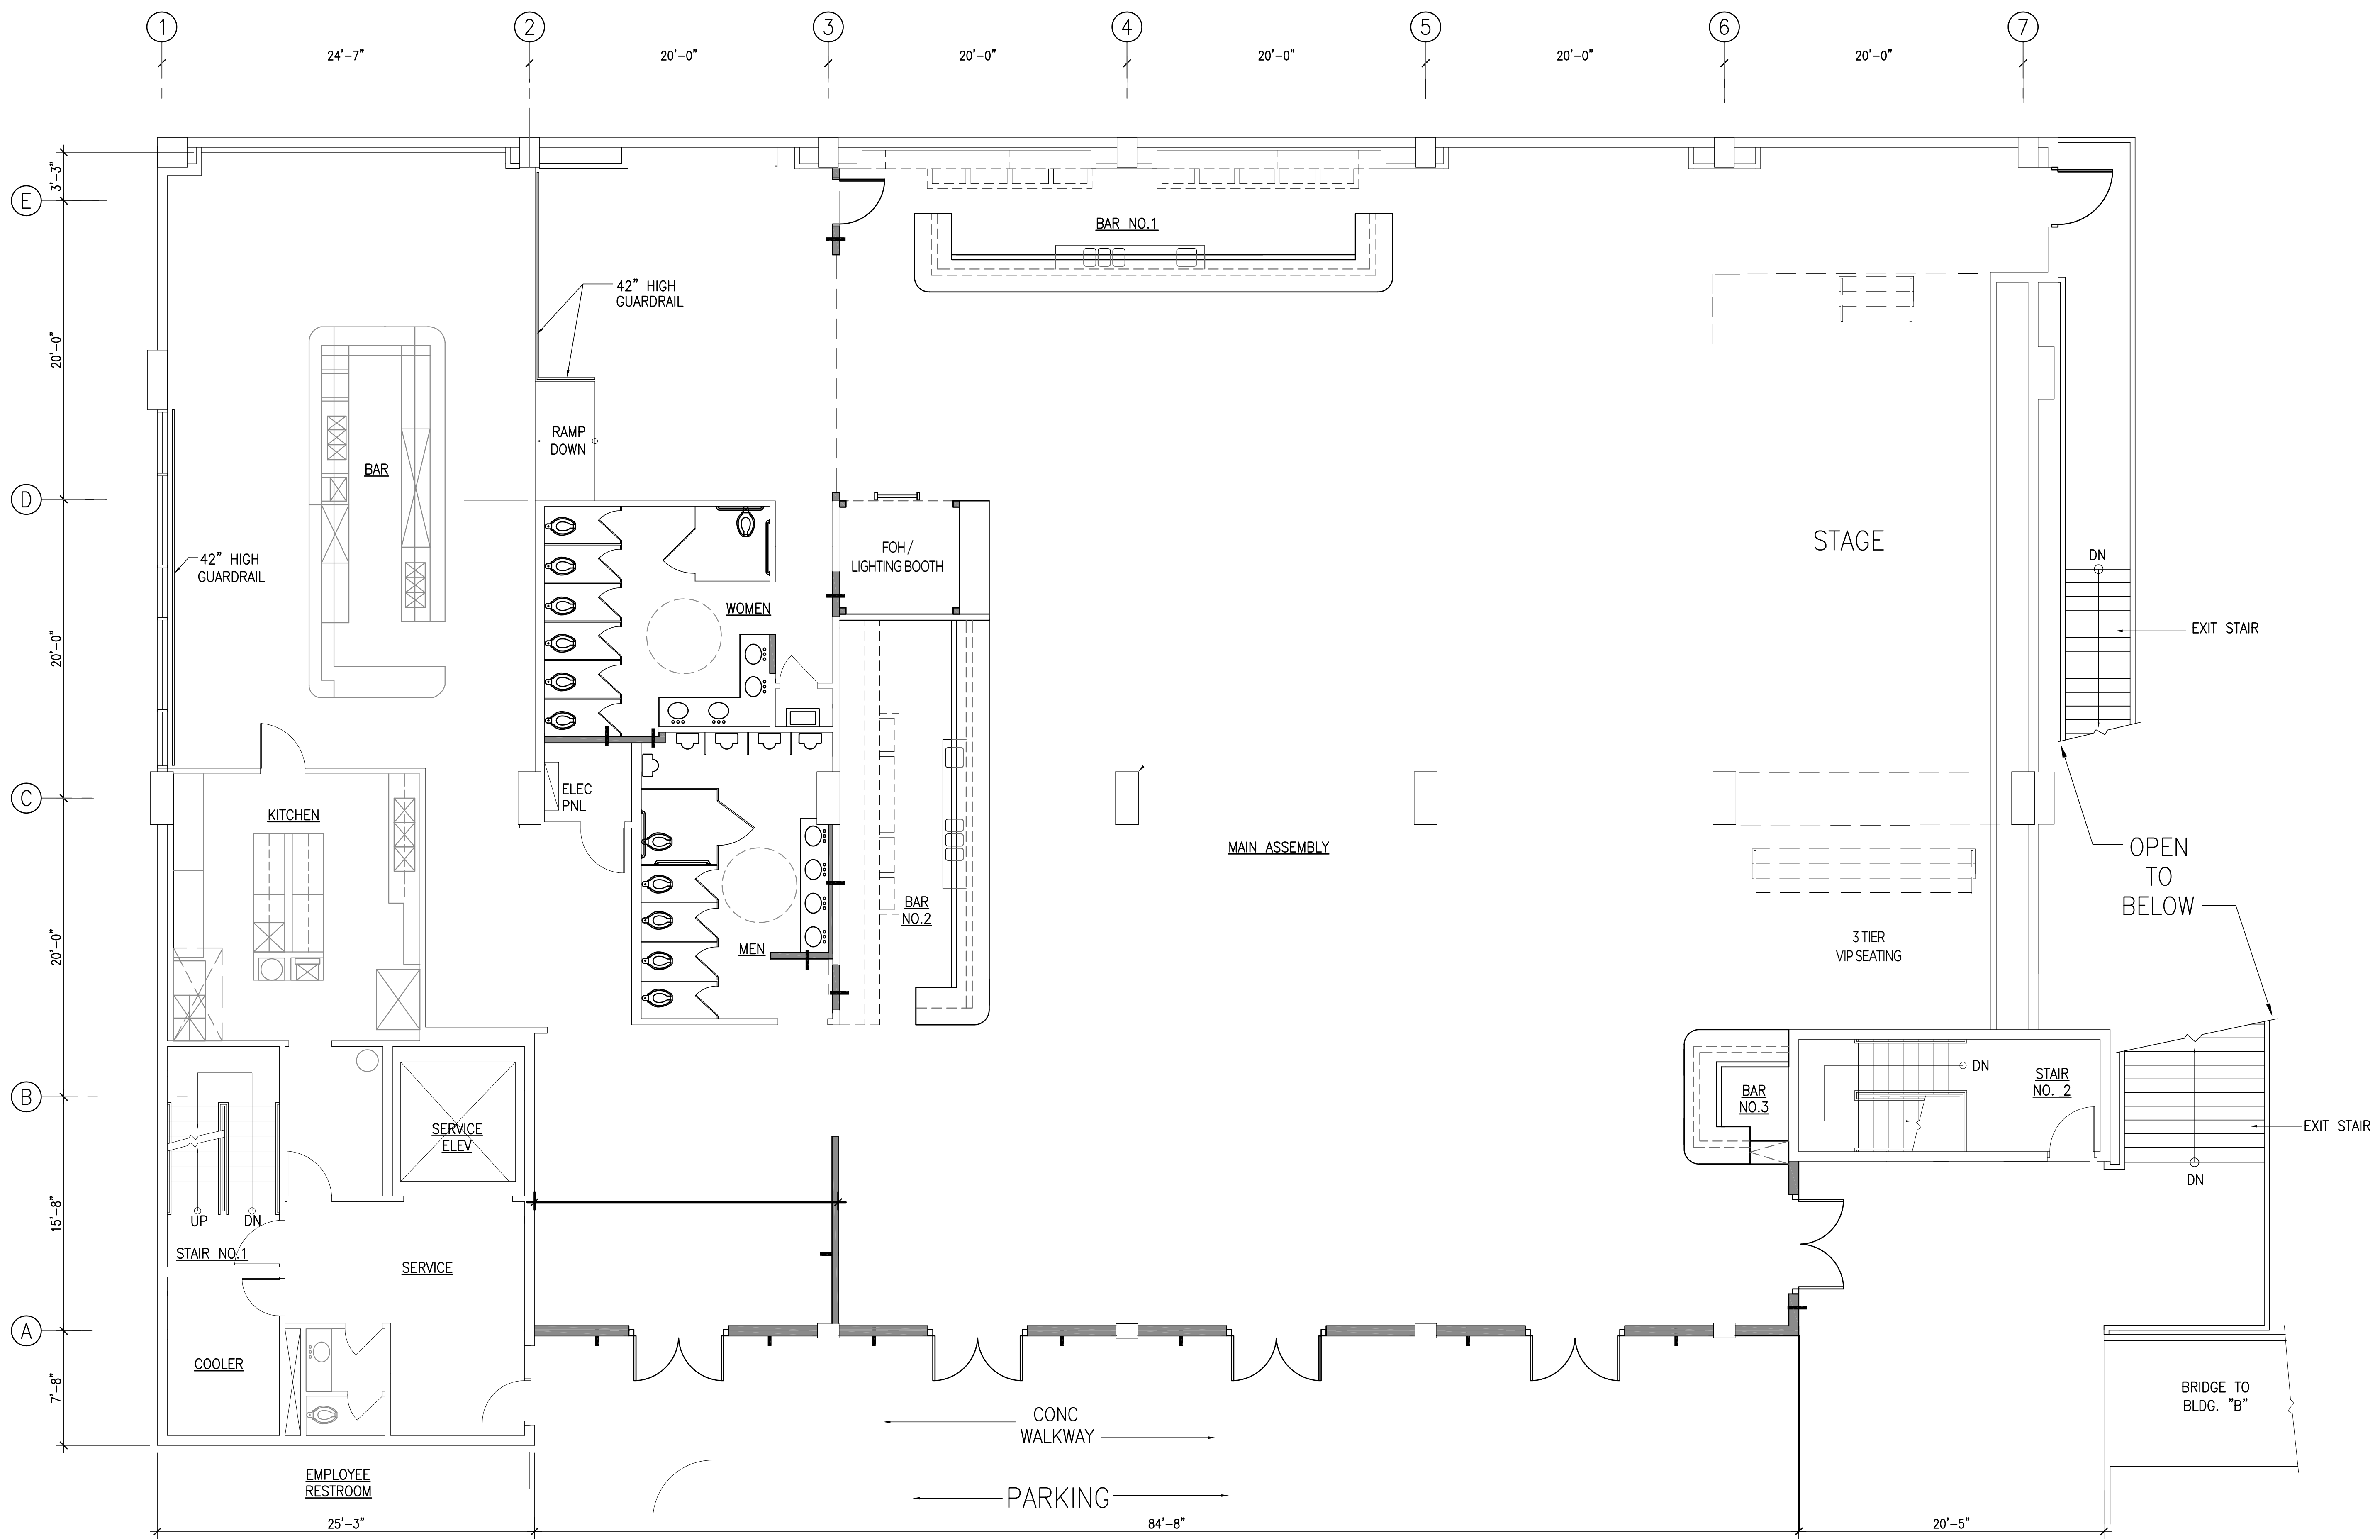 1 2 3 4 5 6 7
24'-7" 20'-0" 20'-0" 20'-0" 20'-0" 20'-0"
3'-3"
E
BAR NO.1
42" HIGH
GUARDRAIL
20'-0"
RAMP
DOWN
BAR
D
STAGE
FOH/
LIGHTING BOOTH
DN
42" HIGH
GUARDRAIL
WOMEN
EXIT STAIR
20'-0"
ELEC
PNL
C
KITCHEN
MAIN ASSEMBLY
OPEN
TO
BELOW
BAR
NO.2
20'-0"
MEN
3 TIER
VIP SEATING
DN
STAIR
NO. 2
B
BAR
NO.3
SERVICE
ELEV
EXIT STAIR
DN
15'-8"
UP DN
STAIR NO.1
SERVICE
A
COOLER
7'-8"
BRIDGE TO
BLDG. "B"
CONC
WALKWAY
EMPLOYEE
RESTROOM
PARKING
25'-3" 84'-8" 20'-5"